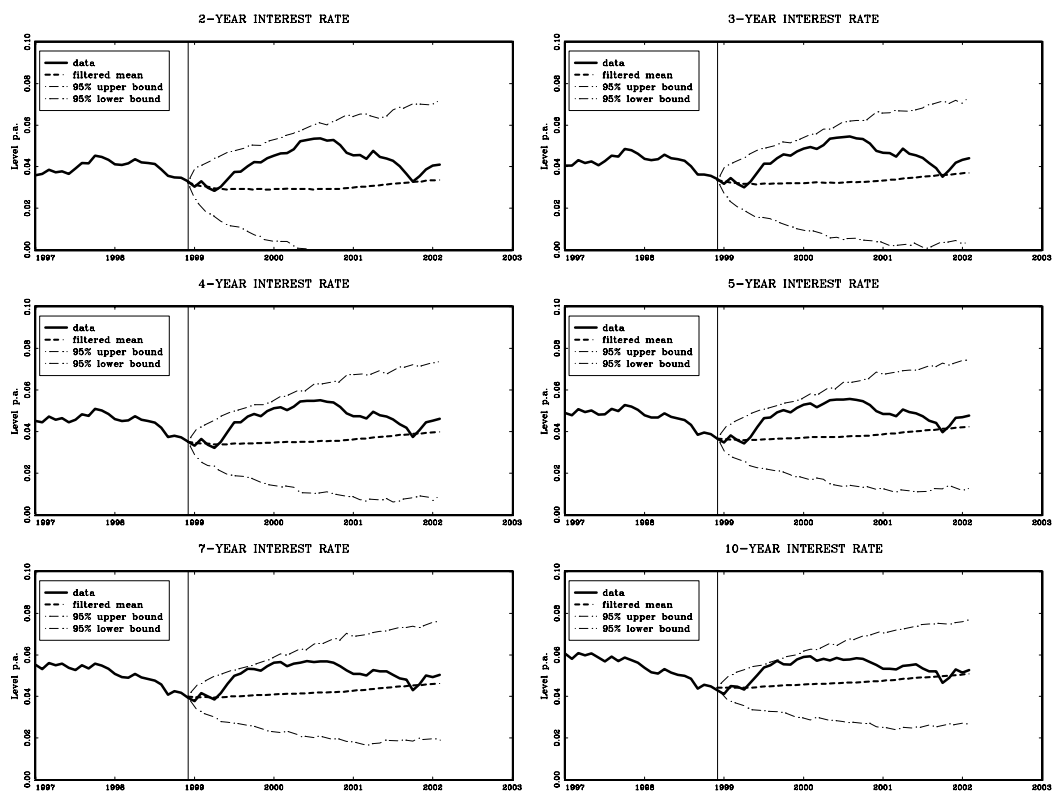 2-YEAR INTEREST RATE
Level p.a.
0.00 0.02 0.04 0.06 0.08 0.10
data
filtered mean
95% upper bound
95% lower bound
1997 1998 1999 2000 2001 2002 2003
3-YEAR INTEREST RATE
Level p.a.
0.00 0.02 0.04 0.06 0.08 0.10
data
filtered mean
95% upper bound
95% lower bound
1997 1998 1999 2000 2001 2002 2003
4-YEAR INTEREST RATE
Level p.a.
0.00 0.02 0.04 0.06 0.08 0.10
data
filtered mean
95% upper bound
95% lower bound
1997 1998 1999 2000 2001 2002 2003
5-YEAR INTEREST RATE
Level p.a.
0.00 0.02 0.04 0.06 0.08 0.10
data
filtered mean
95% upper bound
95% lower bound
1997 1998 1999 2000 2001 2002 2003
7-YEAR INTEREST RATE
Level p.a.
0.00 0.02 0.04 0.06 0.08 0.10
data
filtered mean
95% upper bound
95% lower bound
1997 1998 1999 2000 2001 2002 2003
10-YEAR INTEREST RATE
Level p.a.
0.00 0.02 0.04 0.06 0.08 0.10
data
filtered mean
95% upper bound
95% lower bound
1997 1998 1999 2000 2001 2002 2003